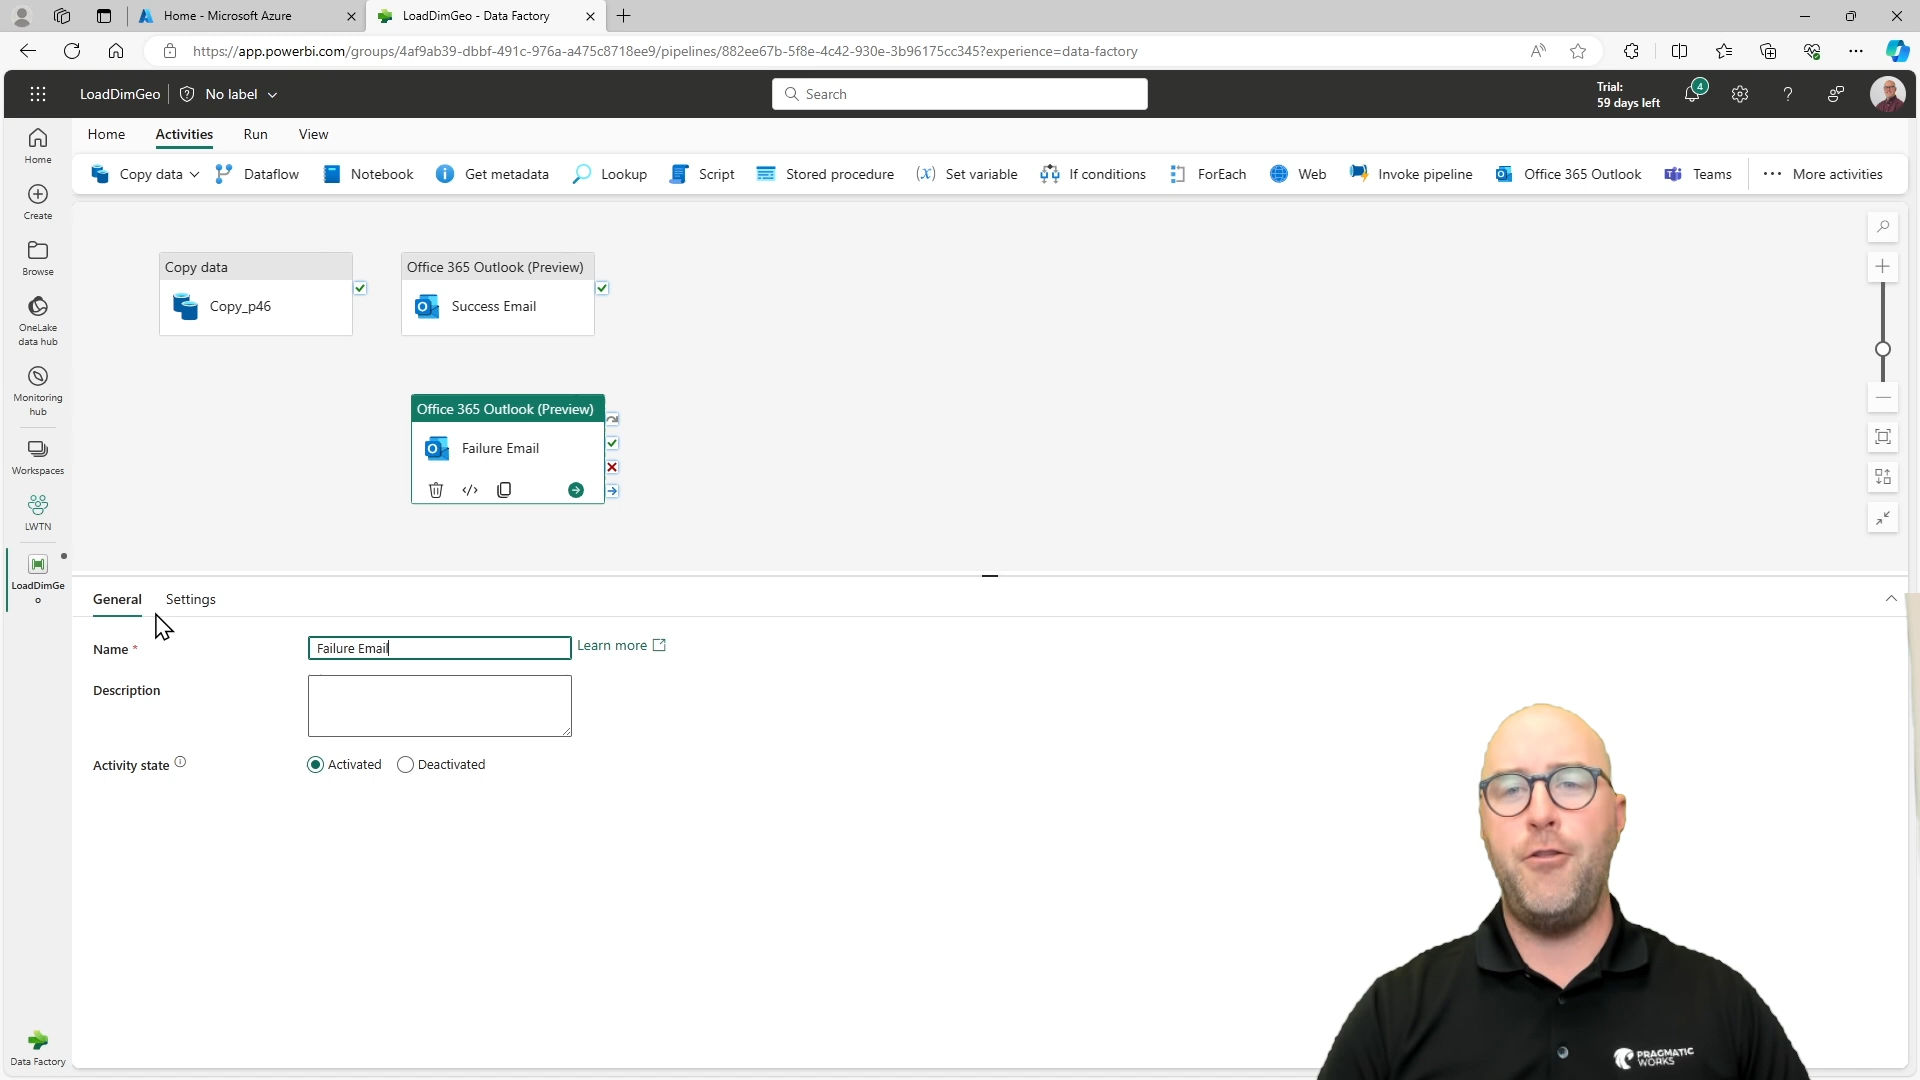 Home - Microsoft Azure
LoadDimGeo - Data Factory
https://app.powerbi.com/groups/4af9ab39-dbbf-491c-976a-a475c8718ee9/pipelines/882ee67b-5f8e-4c42-930e-3b96175cc345?experience=data-factory
LoadDimGeo
No label
Search
Trial:
59 days left
4
Home
Activities
Run
View
Copy data
Dataflow
Notebook
Get metadata
Lookup
Script
Stored procedure
Set variable
If conditions
ForEach
Web
Invoke pipeline
Office 365 Outlook
Teams
More activities
Home
Create
Browse
OneLake
data hub
Monitoring
hub
Workspaces
LWTN
LoadDimGe
o
Data Factory
Copy data
Copy_p46
Office 365 Outlook (Preview)
Success Email
Office 365 Outlook (Preview)
Failure Email
General
Settings
Name *
Failure Email
Learn more
Description
Activity state
Activated
Deactivated
PRAGMATIC
WORKS